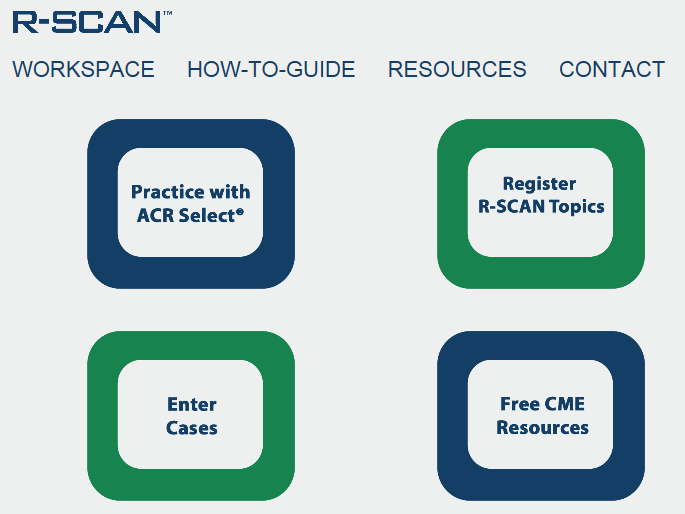 R-SCAN™
WORKSPACE HOW-TO-GUIDE RESOURCES CONTACT
Practice with
ACR Select®
Register
R-SCAN Topics
Enter
Cases
Free CME
Resources